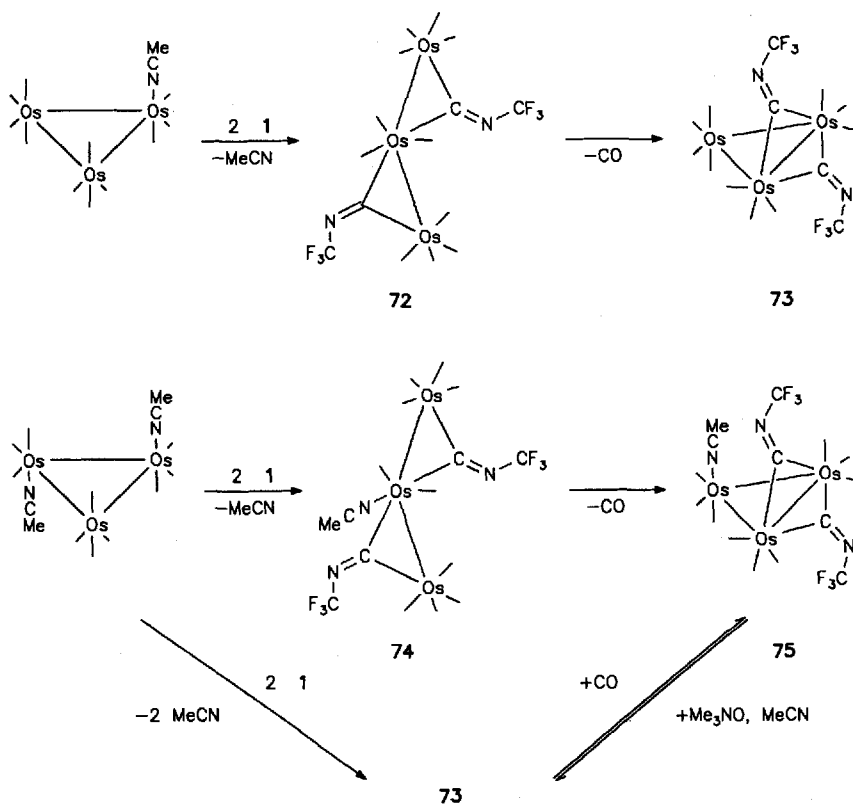 Me
C
N
Os Os
Os
2 1
~MeCN
Os
C
N
CF3
Os
N
F3C
Os
72
−CO
CF3
N
C
Os
Os
Os
C
N
F3C
73
Me
C
N
Os Os
N
C
Me
Os
2 1
−MeCN
Os
C
N
CF3
Os
N
C
Me
C
N
F3C
Os
74
−CO
CF3
Me
C
N
N
C
Os
Os
Os
C
N
F3C
75
2 1
−2 MeCN
+CO
+Me3NO, MeCN
73